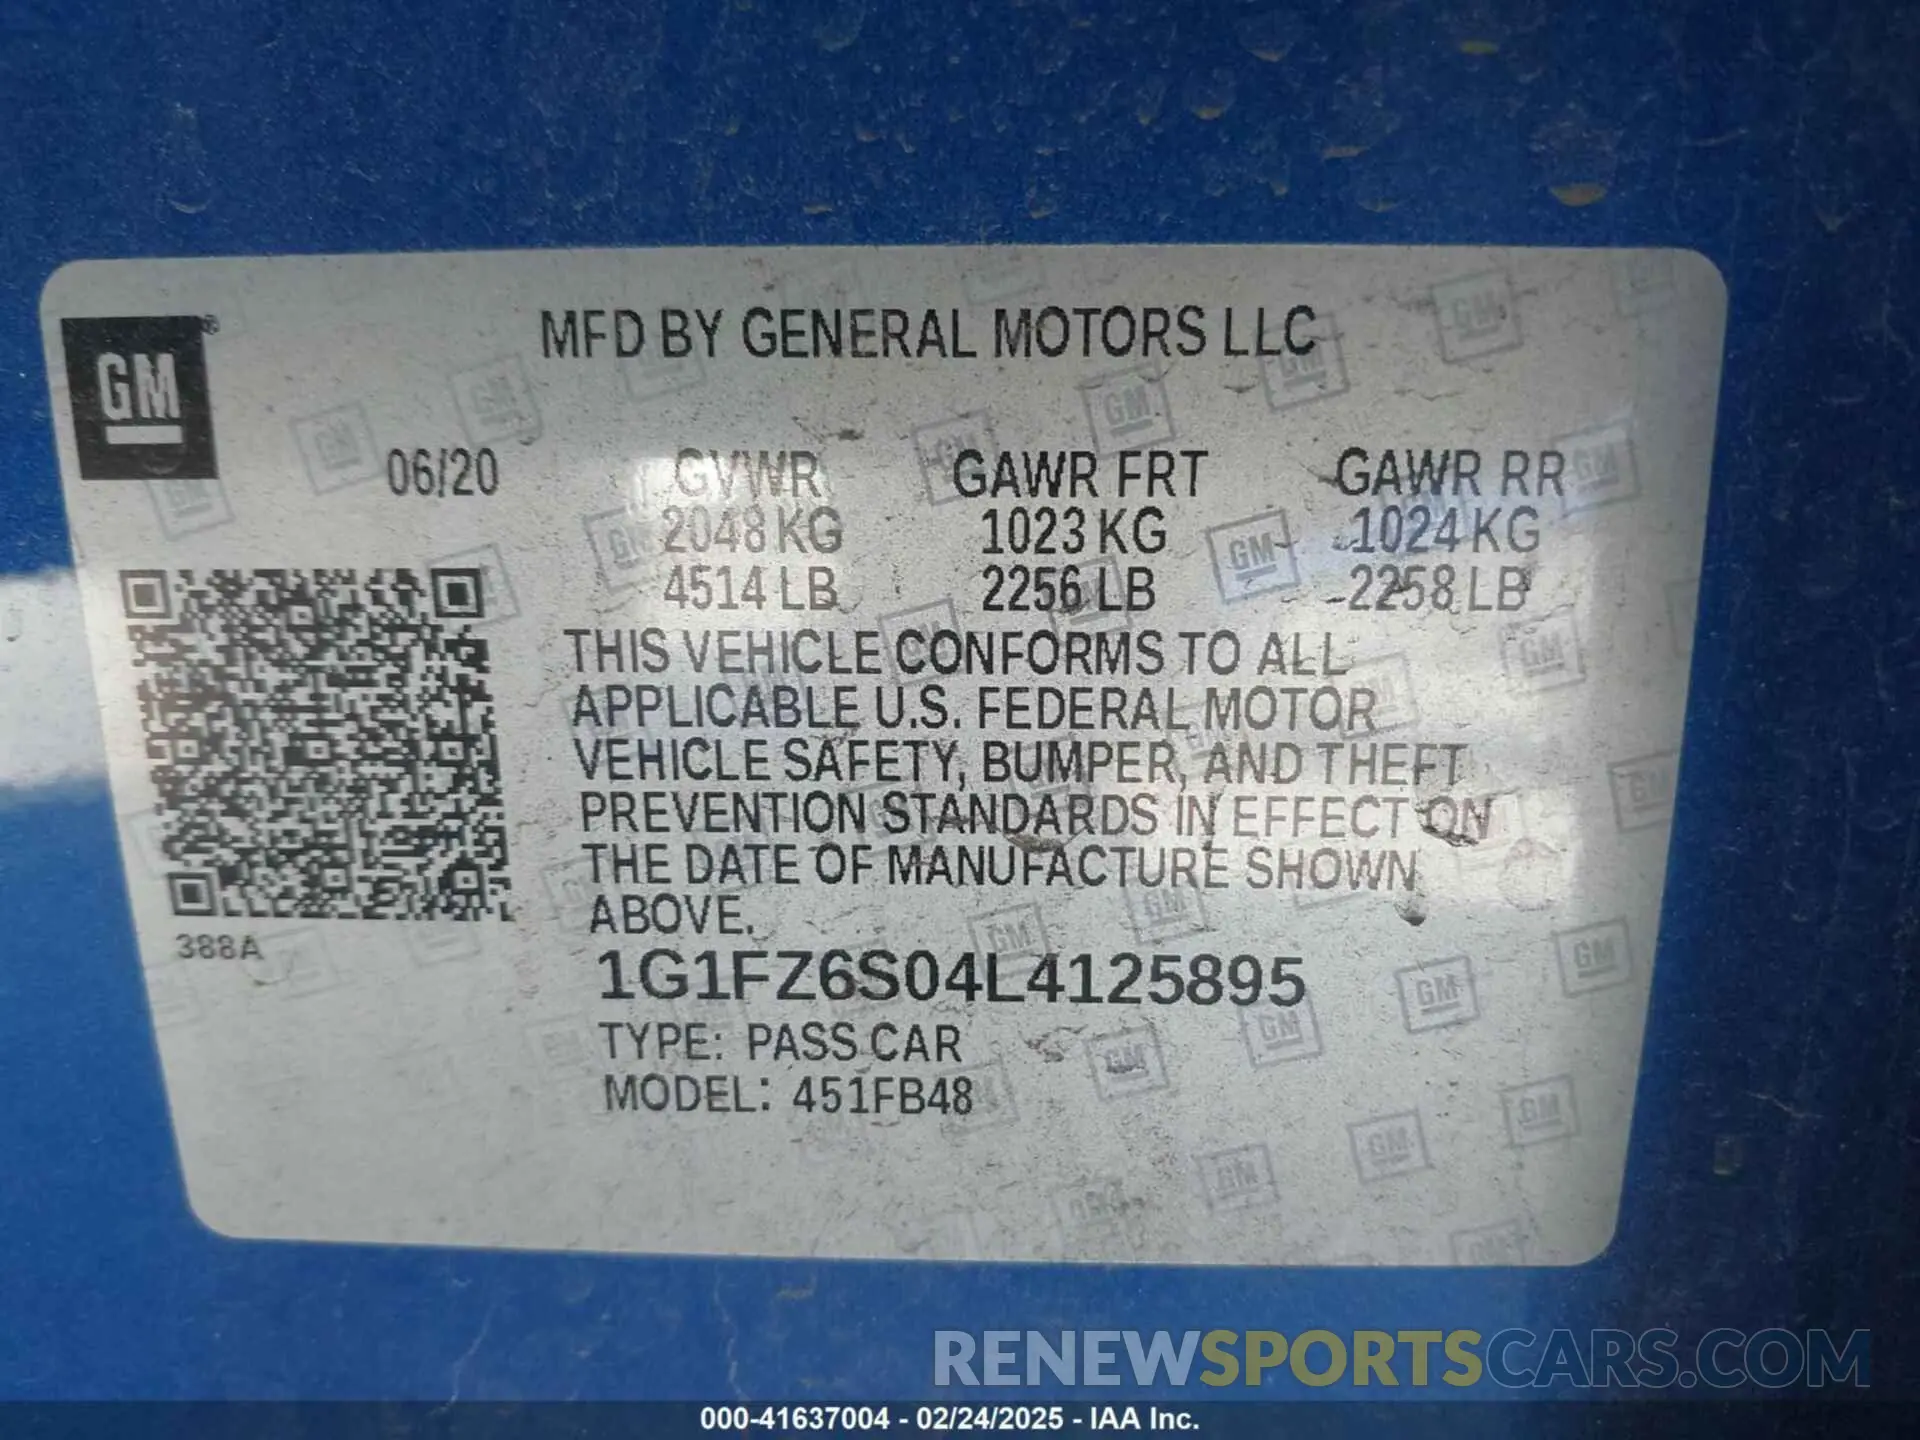 GM®
MFD BY GENERAL MOTORS LLC
06/20 GVWR GAWR FRT GAWR RR
2048 KG 1023 KG 1024 KG
4514 LB 2256 LB 2258 LB
THIS VEHICLE CONFORMS TO ALL
APPLICABLE U.S. FEDERAL MOTOR
VEHICLE SAFETY, BUMPER, AND THEFT
PREVENTION STANDARDS IN EFFECT ON
THE DATE OF MANUFACTURE SHOWN
ABOVE.
388A
1G1FZ6S04L4125895
TYPE: PASS CAR
MODEL: 451FB48
RENEWSPORTSCARS.COM
000-41637004 - 02/24/2025 - IAA Inc.